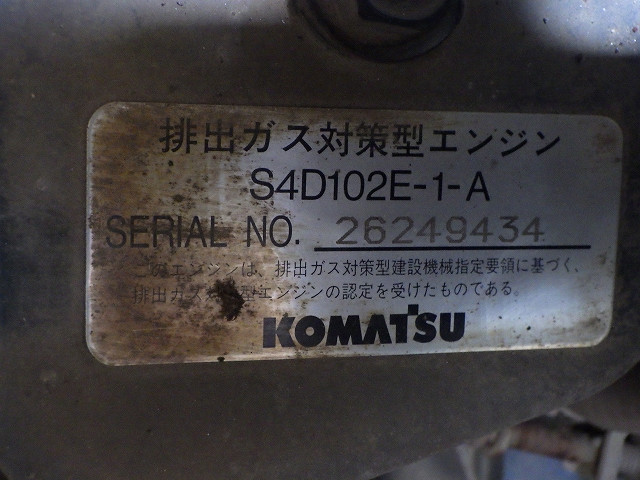 排出ガス対策型エンジン
S4D102E-1-A
SERIAL NO. 26249434
エンジンは、排出ガス対策型建設機械指定要領に基づく、
排出ガス対策型エンジンの認定を受けたものである。
KOMATSU